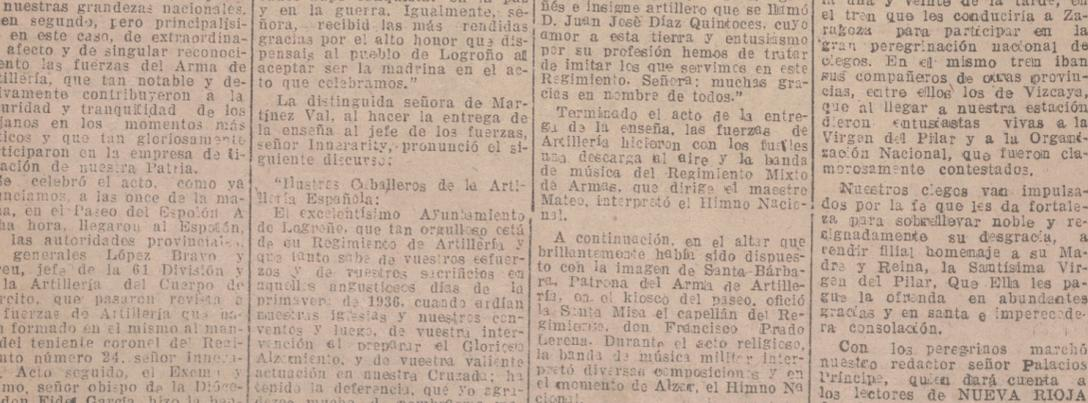 nuestras grandezas nacionales.
en segundo, pero principalísi-
en este caso, de extraordina-
afecto y de singular reconoci-
ento las fuerzas del Arma de
tillería, que tan notable y de-
ivamente contribuyeron a la
uridad y tranquilidad de los
janos en los momentos más
ticos y que tan gloriosamente
ticiparon en la empresa de li-
ación de nuestra Patria.
Se celebró el acto, como ya
nciamos, a las once de la ma-
na, en el Paseo del Espolón A
ha hora, llegaron al Espolón,
las autoridades provinciales,
generales López Bravo y
eu, jefe de la 61 División y
la Artillería del Cuerpo de
rcito, que pasaron revista a
fuerzas de Artillería que
formado en el mismo al man-
del teniente coronel del Regi-
nto número 24, señor
Acto seguido, el Excm y
mo, señor obispo de la Dióce-
don Fidel García, hizo la
y en la guerra. Igualmente, se-
ñora, recibid las más rendidas
gracias por el alto honor que dis-
pensais al pueblo de Logroño al
aceptar ser la madrina en el ac-
to que celebramos."
La distinguida señora de Mar-
tínez Val, al hacer la entrega de
la enseña al jefe de los fuerzas,
señor Innerarity, pronunció el si-
guiente discurso:
"Ilustres Caballeros de la Arti-
llería Española:
El excelentísimo Ayuntamiento
de Logroño, que tan orgulloso está
de su Regimiento de Artillería y
que tanto sabe de vuestros esfuer-
zos y de vuestros sacrificios en
aquellos angustiosos días de la
primavera de 1936, cuando ardían
nuestras iglesias y nuestros con-
ventos y luego, de vuestra inter-
vención al preparar el Glorioso
Alzamiento, y de vuestra valiente
actuación en nuestra Cruzada; ha
tenido la deferencia, que yo agra-
dezco mucho,
ñés e insigne artillero que se llamó
D. Juan Josè Díaz Quintoces, cuyo
amor a esta tierra y entusiasmo
por su profesión hemos de tratar
de imitar los que servimos en este
Regimiento. Señora: muchas gra-
cias en nombre de todos."
Terminado el acto de la entre-
ga de la enseña, las fuerzas de
Artillería hicieron con los fusiles
una descarga al aire y la banda
de música del Regimiento Mixto
de Armas, que dirige el maestre
Mateo, interpretó el Himno Nacio-
nal.
A continuación, en el altar que
brillantemente había sido dispues-
to con la imagen de Santa Bárba-
ra, Patrona del Arma de Artille-
ría, en el kiosco del paseo, ofició
la Santa Misa el capellán del Re-
gimiento, don Francisco Prado
Lerena. Durante el acto religioso,
la banda de música militar inter-
pretó diversas composiciones y en
el momento de Alzar, el Himno Na
cional.
la una y veinte de la tarde, en
el tren que les conduciría a Za-
ragoza para participar en la
gran peregrinación nacional de
ciegos. En el mismo tren iban
sus compañeros de otras provin-
cias, entre ellos los de Vizcaya,
que al llegar a nuestra estación
dieron entusiastas vivas a la
Virgen del Pilar y a la Organi-
zación Nacional, que fueron cla-
morosamente contestados.
Nuestros ciegos van impulsa-
dos por la fe que les da fortale-
za para sobrellevar noble y re-
signadamente su desgracia, a
rendir filial homenaje a su Ma-
dre y Reina, la Santísima Vir-
gen del Pilar, Que Ella les pa-
gue la ofrenda en abundantes
gracias y en santa e imperecede-
ra consolación.
Con los peregrinos marchó
nuestro redactor señor Palacios
Príncipe, quien dará cuenta a
los lectores de NUEVA RIOJA